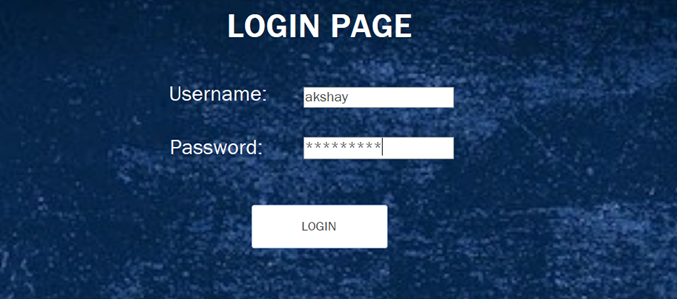 LOGIN PAGE
Username: akshay
Password: *********
LOGIN